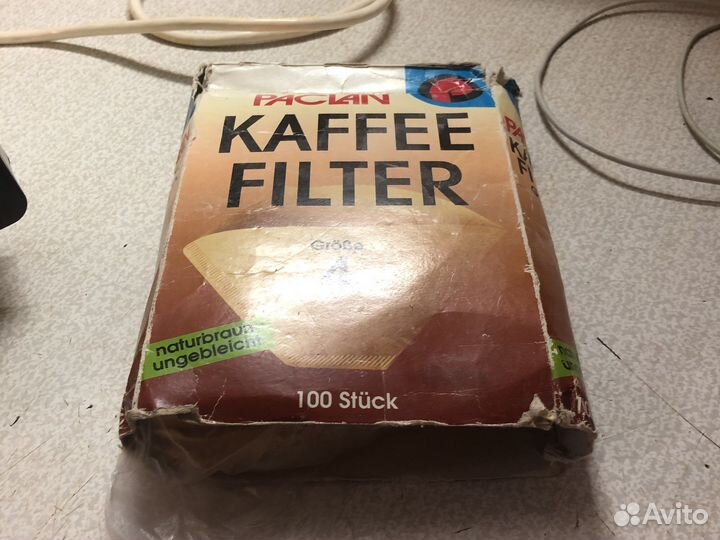 PACLAN
KAFFEE
FILTER
Größe
4
naturbraun
ungebleicht
100 Stück
Avito